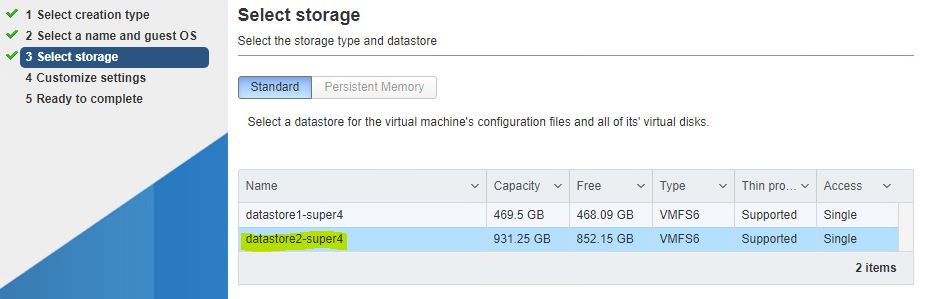 1 Select creation type
2 Select a name and guest OS
3 Select storage
4 Customize settings
5 Ready to complete
Select storage
Select the storage type and datastore
Standard Persistent Memory
Select a datastore for the virtual machine's configuration files and all of its' virtual disks.
Name Capacity Free Type Thin pro... Access
datastore1-super4 469.5 GB 468.09 GB VMFS6 Supported Single
datastore2-super4 931.25 GB 852.15 GB VMFS6 Supported Single
2 items